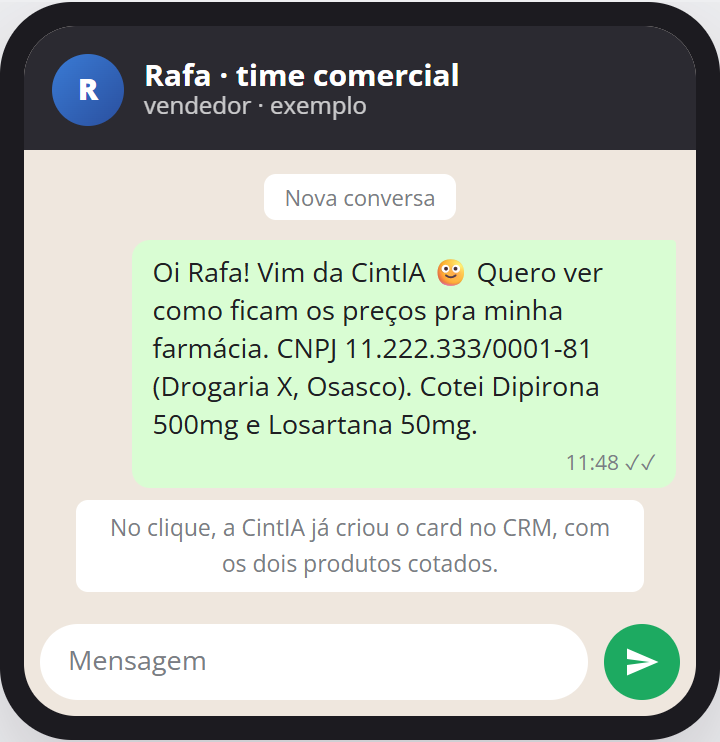 R
Rafa · time comercial
vendedor · exemplo
Nova conversa
Oi Rafa! Vim da CintIA 🙂 Quero ver
como ficam os preços pra minha
farmácia. CNPJ 11.222.333/0001-81
(Drogaria X, Osasco). Cotei Dipirona
500mg e Losartana 50mg.
11:48 ✓✓
No clique, a CintIA já criou o card no CRM, com
os dois produtos cotados.
Mensagem